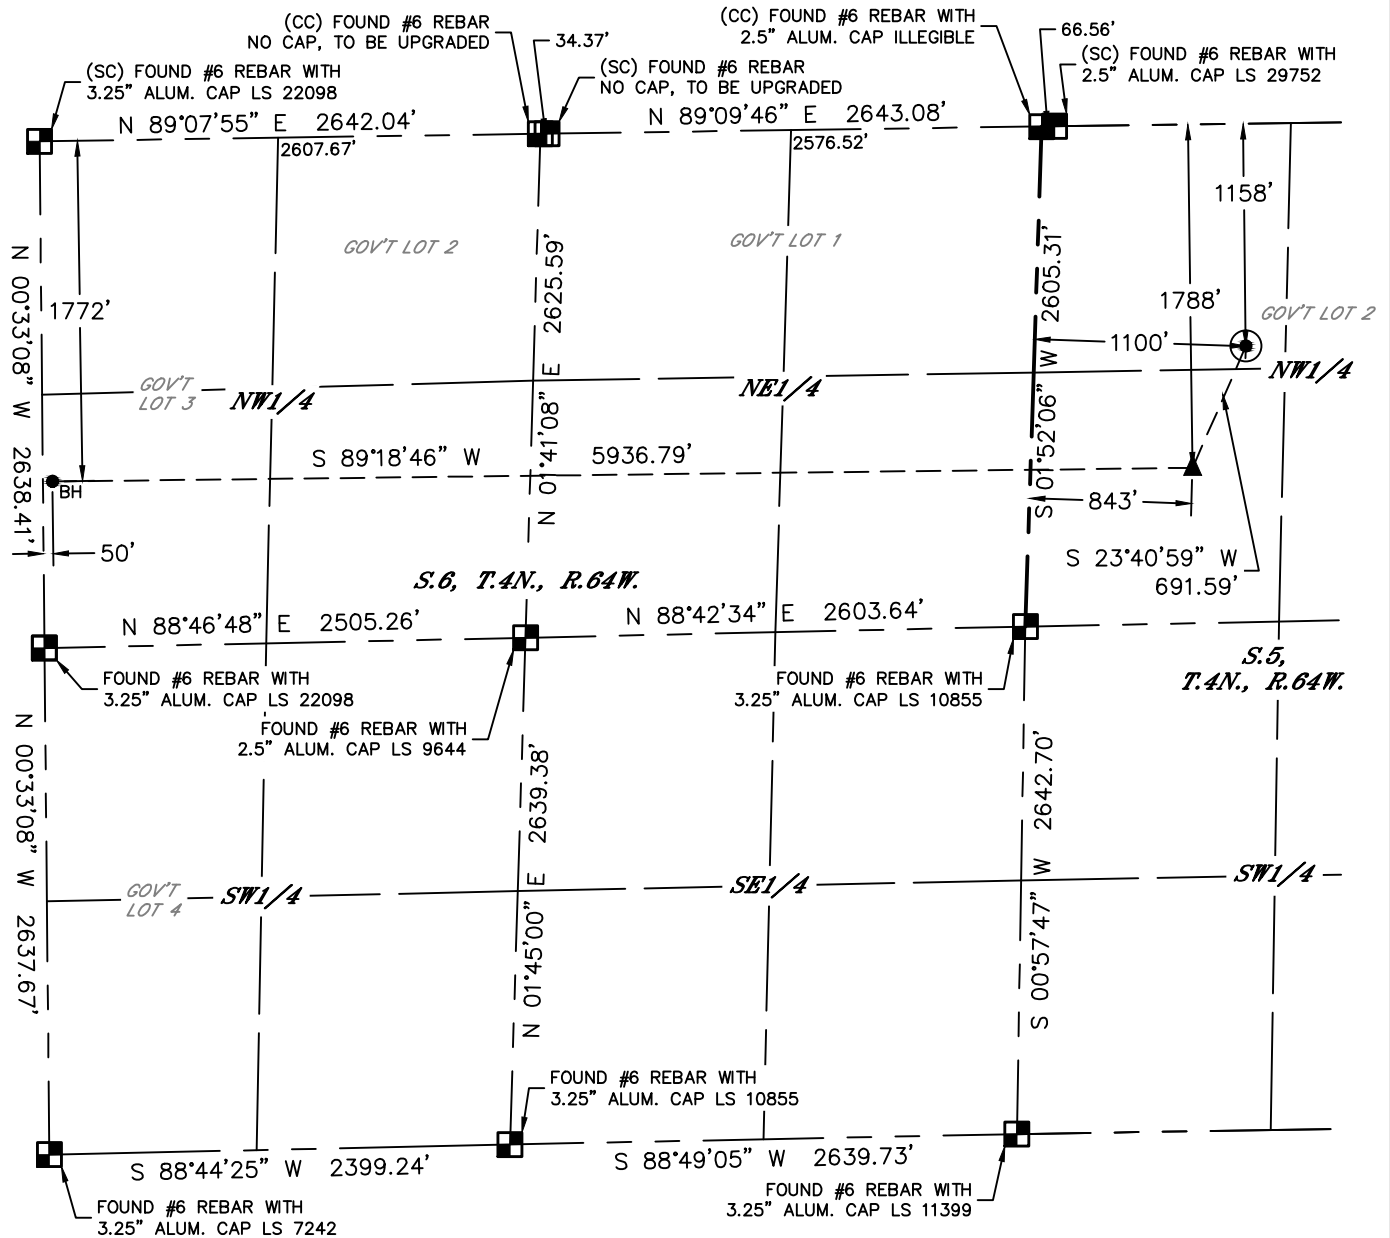 (CC) FOUND #6 REBAR
NO CAP, TO BE UPGRADED
34.37'
(CC) FOUND #6 REBAR WITH
2.5" ALUM. CAP ILLEGIBLE
66.56'
(SC) FOUND #6 REBAR WITH
2.5" ALUM. CAP LS 29752
(SC) FOUND #6 REBAR WITH
3.25" ALUM. CAP LS 22098
(SC) FOUND #6 REBAR
NO CAP, TO BE UPGRADED
N 89°07'55" E 2642.04'
2607.67'
N 89°09'46" E 2643.08'
2576.52'
1158'
GOV'T LOT 2
GOV'T LOT 1
N 00°33'08" W 2638.41'
1772'
N 01°41'08" E 2625.59'
S 01°52'06" W 2605.31'
1788'
GOV'T LOT 2
1100'
GOV'T
LOT 3
NW1/4
NE1/4
NW1/4
S 89°18'46" W 5936.79'
BH
843'
50'
S 23°40'59" W
691.59'
S.6, T.4N., R.64W.
N 88°46'48" E 2505.26'
N 88°42'34" E 2603.64'
S.5,
T.4N., R.64W.
FOUND #6 REBAR WITH
3.25" ALUM. CAP LS 22098
FOUND #6 REBAR WITH
2.5" ALUM. CAP LS 9644
FOUND #6 REBAR WITH
3.25" ALUM. CAP LS 10855
N 00°33'08" W 2637.67'
N 01°45'00" E 2639.38'
S 00°57'47" W 2642.70'
GOV'T
LOT 4
SW1/4
SE1/4
SW1/4
FOUND #6 REBAR WITH
3.25" ALUM. CAP LS 10855
S 88°44'25" W 2399.24'
S 88°49'05" W 2639.73'
FOUND #6 REBAR WITH
3.25" ALUM. CAP LS 7242
FOUND #6 REBAR WITH
3.25" ALUM. CAP LS 11399